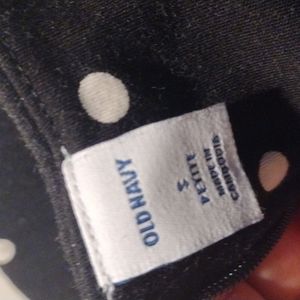 OLD NAVY
S
PETITE
MADE IN
CAMBODIA